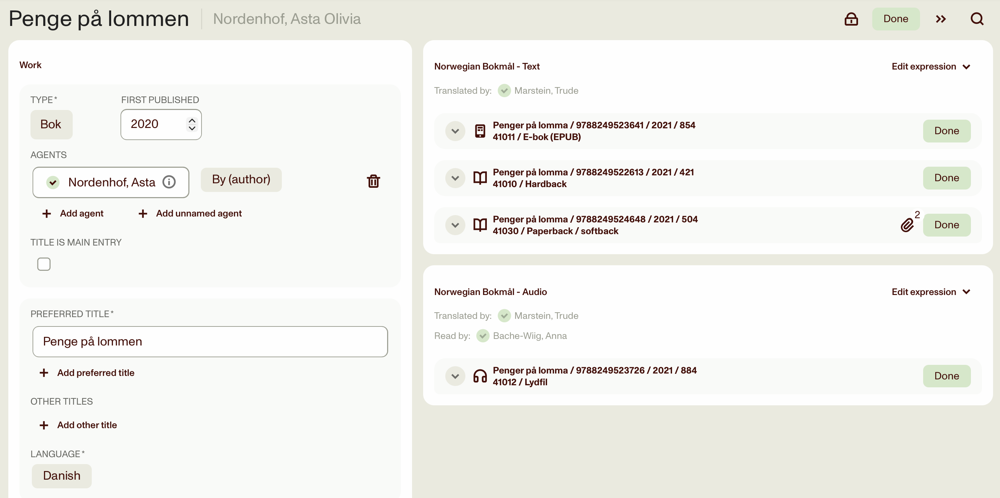 Penge på lommen
Nordenhof, Asta Olivia
Done
Work
TYPE*
FIRST PUBLISHED
Bok
2020
AGENTS
Nordenhof, Asta
By (author)
Add agent
Add unnamed agent
TITLE IS MAIN ENTRY
PREFERRED TITLE*
Penge på lommen
Add preferred title
OTHER TITLES
Add other title
LANGUAGE*
Danish
Norwegian Bokmål - Text
Edit expression
Translated by: Marstein, Trude
Penger på lomma / 9788249523641 / 2021 / 854
41011 / E-bok (EPUB)
Done
Penger på lomma / 9788249522613 / 2021 / 421
41010 / Hardback
Done
Penger på lomma / 9788249524648 / 2021 / 504
41030 / Paperback / softback
2
Done
Norwegian Bokmål - Audio
Edit expression
Translated by: Marstein, Trude
Read by: Bache-Wiig, Anna
Penger på lomma / 9788249523726 / 2021 / 884
41012 / Lydfil
Done